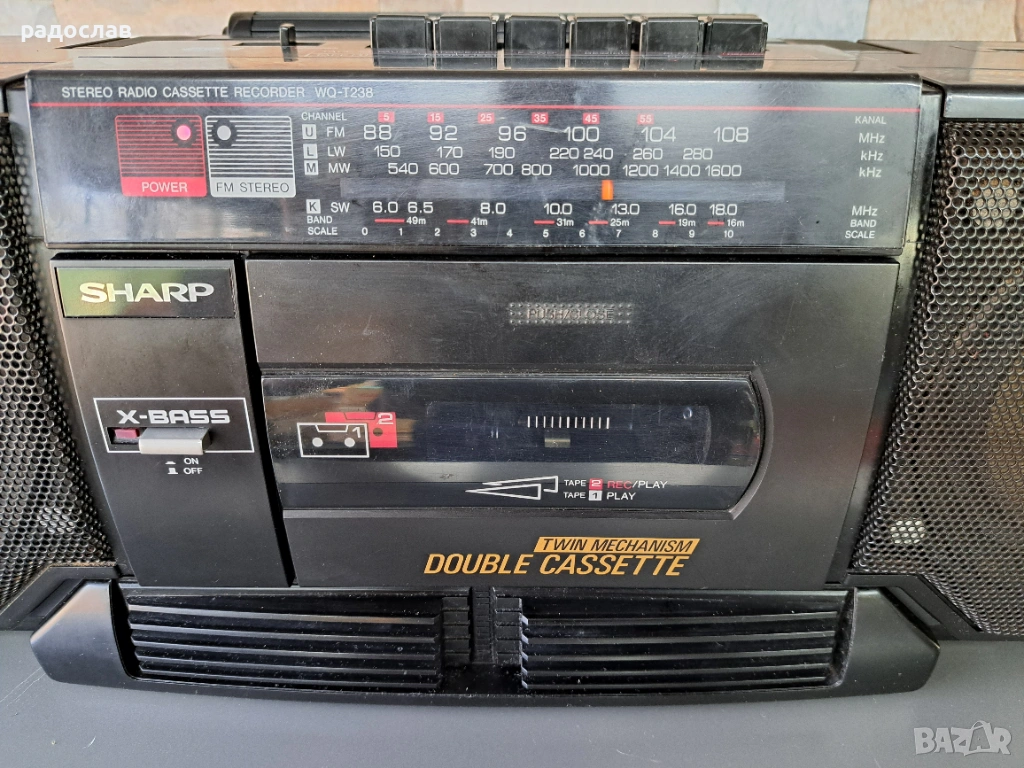 радослав
STEREO RADIO CASSETTE RECORDER WQ-T238
CHANNEL 5 15 25 35 45 55 KANAL
U FM 88 92 96 100 104 108 MHz
L LW 150 170 190 220 240 260 280 kHz
M MW 540 600 700 800 1000 1200 1400 1600 kHz
POWER FM STEREO
K SW 6.0 6.5 8.0 10.0 13.0 16.0 18.0 MHz
BAND 49m 41m 31m 25m 19m 16m BAND
SCALE 0 1 2 3 4 5 6 7 8 9 10 SCALE
SHARP
PUSH/CLOSE
X-BASS
ON
OFF
2
1
TAPE 2 REC/PLAY
TAPE 1 PLAY
TWIN MECHANISM
DOUBLE CASSETTE
BAZAR